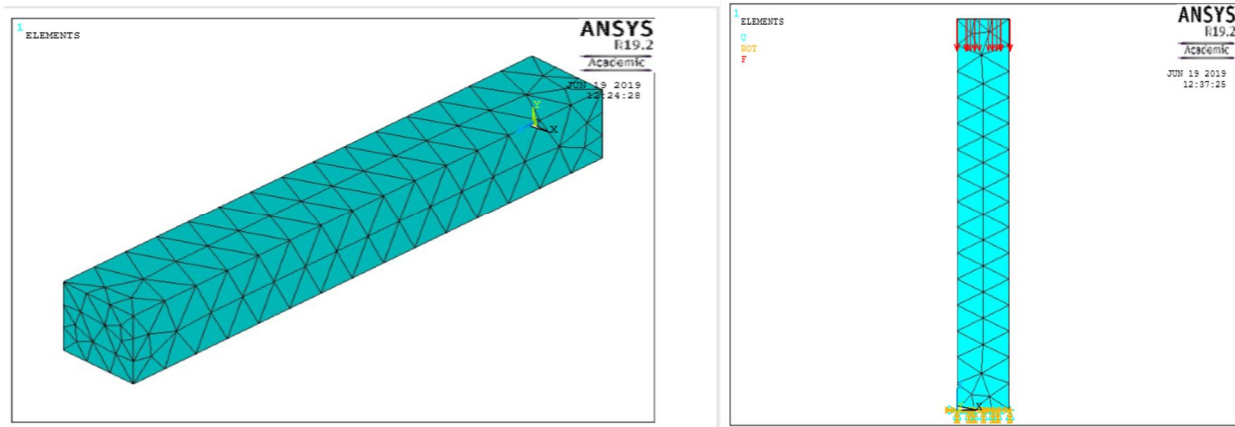 1
ELEMENTS
ANSYS
R19.2
Academic
JUN 19 2019
12:24:28
Y
X
1
ELEMENTS
U
ROT
F
ANSYS
R19.2
Academic
JUN 19 2019
12:37:25
X